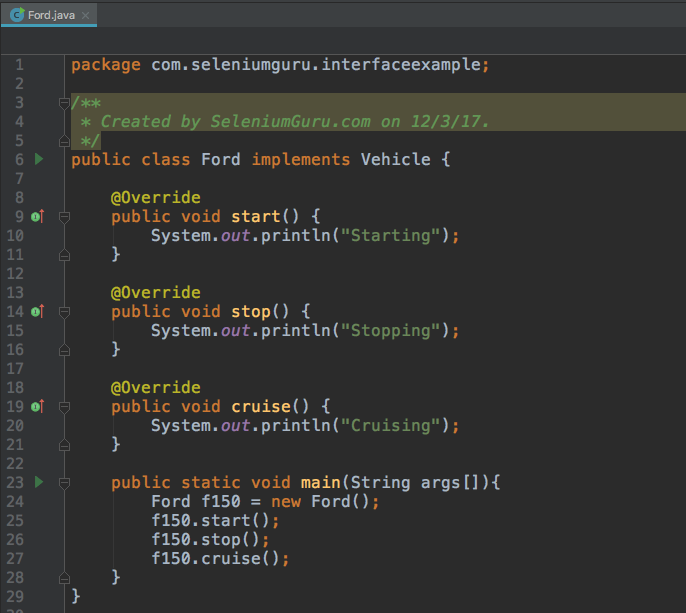 Ford.java
1 package com.seleniumguru.interfaceexample;
2
3 /**
4  * Created by SeleniumGuru.com on 12/3/17.
5  */
6 public class Ford implements Vehicle {
7
8     @Override
9     public void start() {
10         System.out.println("Starting");
11     }
12
13     @Override
14     public void stop() {
15         System.out.println("Stopping");
16     }
17
18     @Override
19     public void cruise() {
20         System.out.println("Cruising");
21     }
22
23     public static void main(String args[]){
24         Ford f150 = new Ford();
25         f150.start();
26         f150.stop();
27         f150.cruise();
28     }
29 }